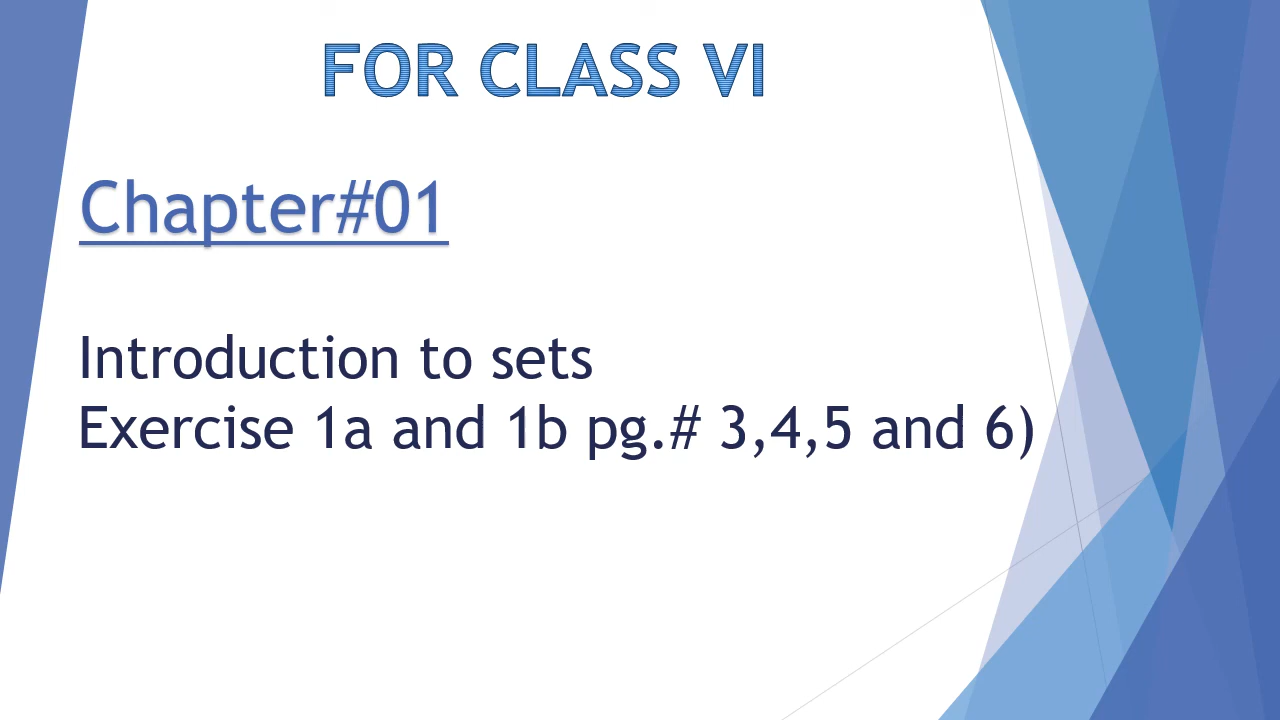 FOR CLASS VI
Chapter#01
Introduction to sets
Exercise 1a and 1b pg.# 3,4,5 and 6)